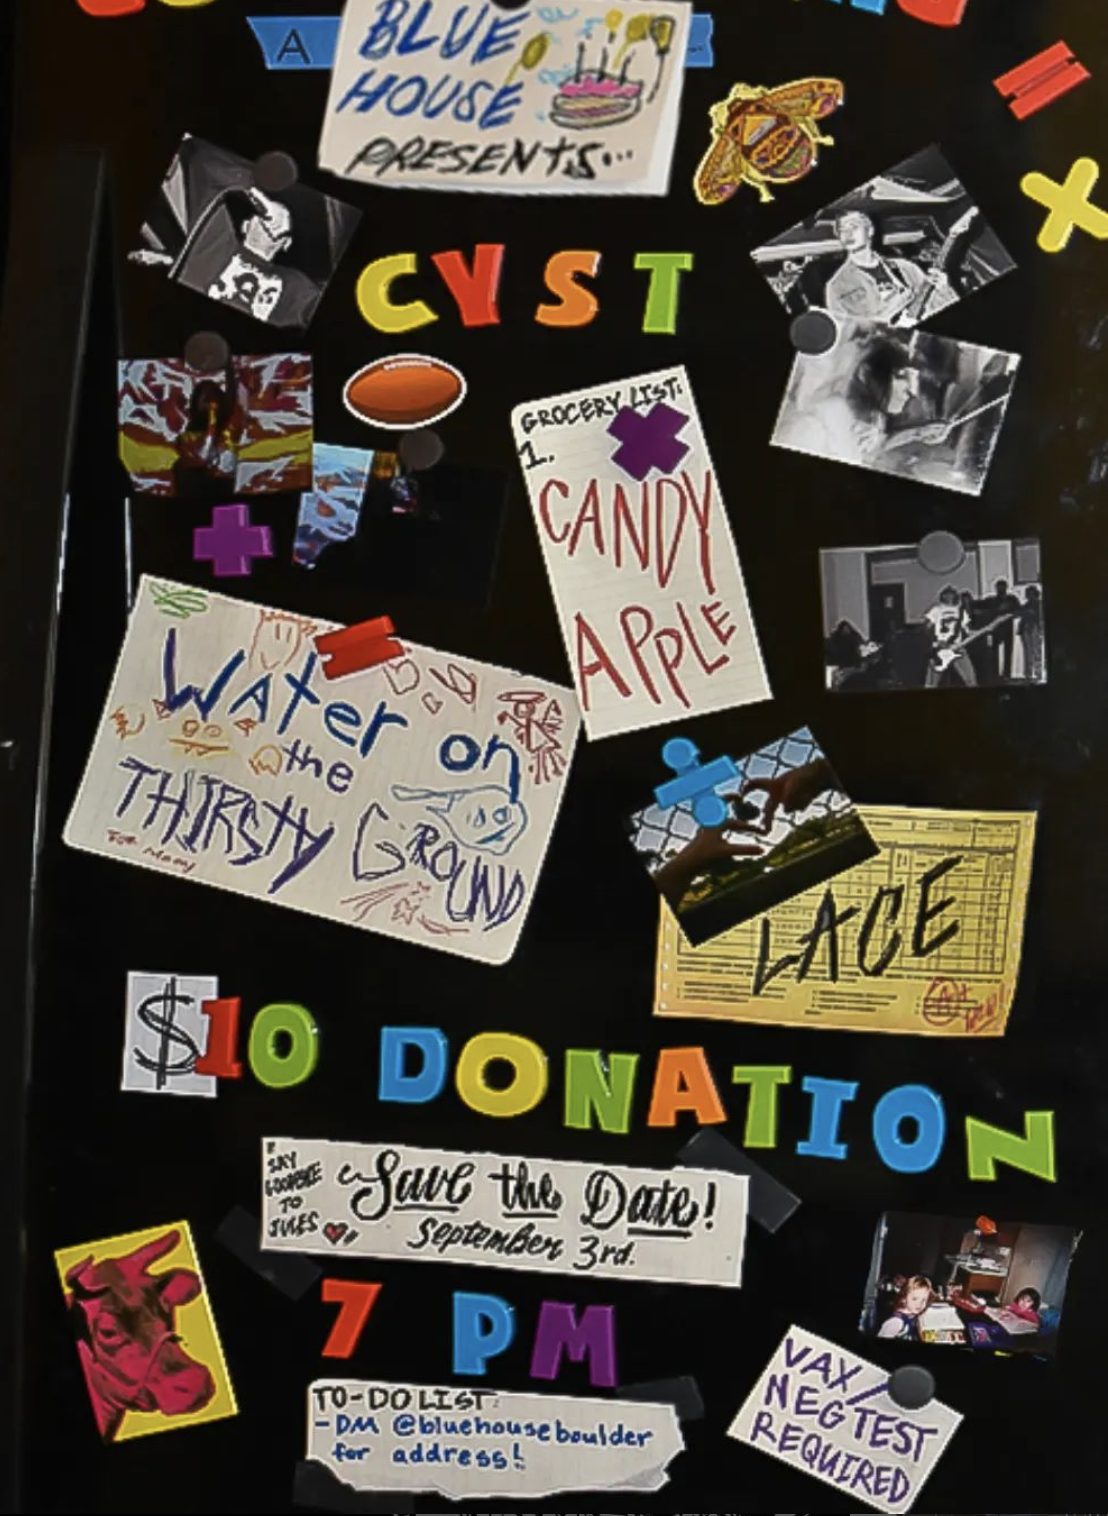 A
BLUE
HOUSE
PRESENTS...
CYST
GROCERY LIST:
1.
CANDY
APPLE
Water on
the
THIRSTY GROUND
LACE
A+
$10 DONATION
"SAY
GOODBYE
TO
JULES"
Save the Date!
September 3rd.
7 PM
TO-DO LIST:
-DM @bluehouseboulder
for address!
VAX/
NEG TEST
REQUIRED